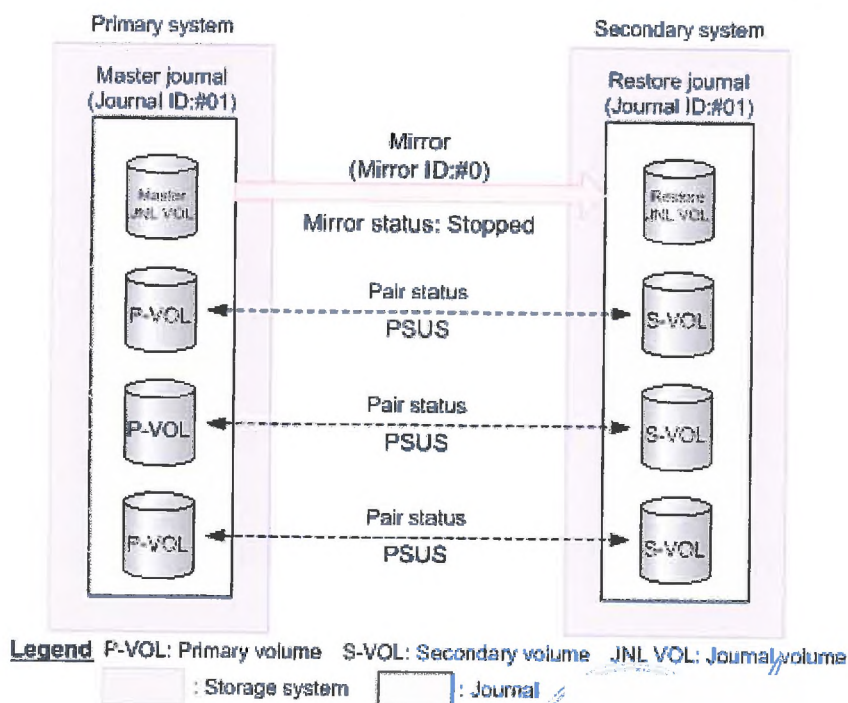 Primary system
Secondary system
Master journal
(Journal ID:#01)
Restore journal
(Journal ID:#01)
Mirror
(Mirror ID:#0)
Master
JNL VOL
Restore
JNL VOL
Mirror status: Stopped
Pair status
P-VOL
PSUS
S-VOL
Pair status
P-VOL
PSUS
S-VOL
Pair status
P-VOL
PSUS
S-VOL
Legend P-VOL: Primary volume S-VOL: Secondary volume JNL VOL: Journal volume
: Storage system : Journal